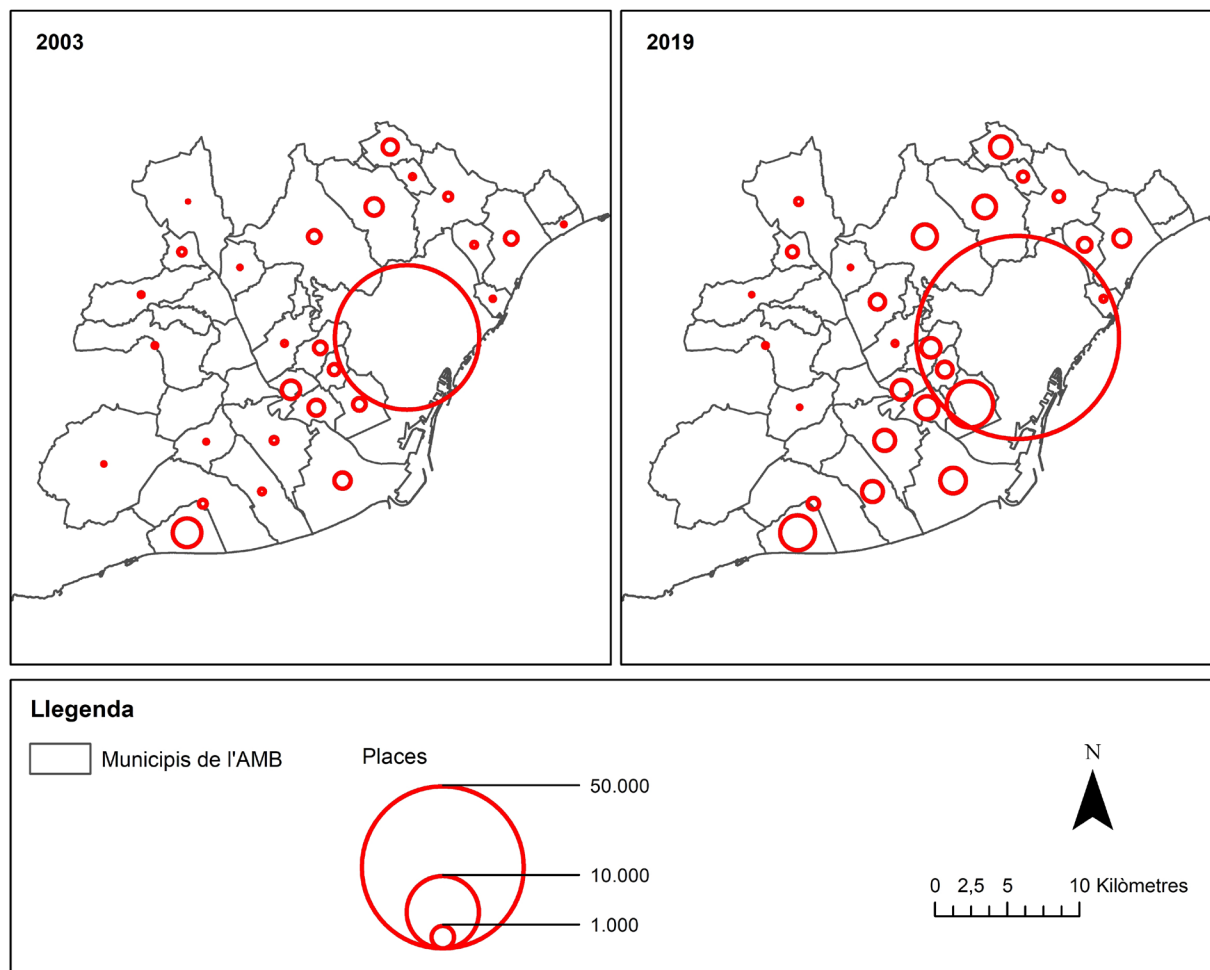 2003
2019
Llegenda
Municipis de l'AMB
Places
50.000
10.000
1.000
N
0 2,5 5 10 Kilòmetres